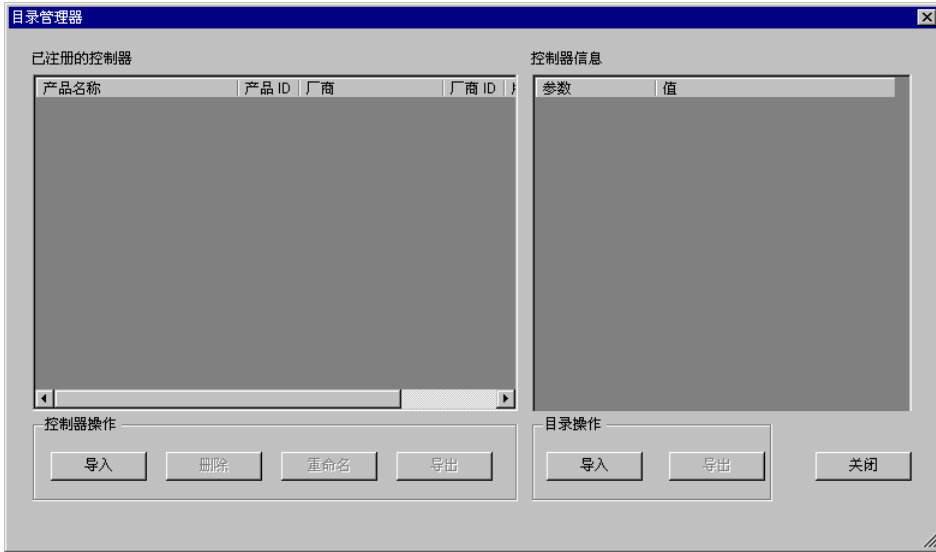 目录管理器
已注册的控制器
控制器信息
产品名称 产品 ID 厂商 厂商 ID
参数 值
控制器操作
导入 删除 重命名 导出
目录操作
导入 导出
关闭